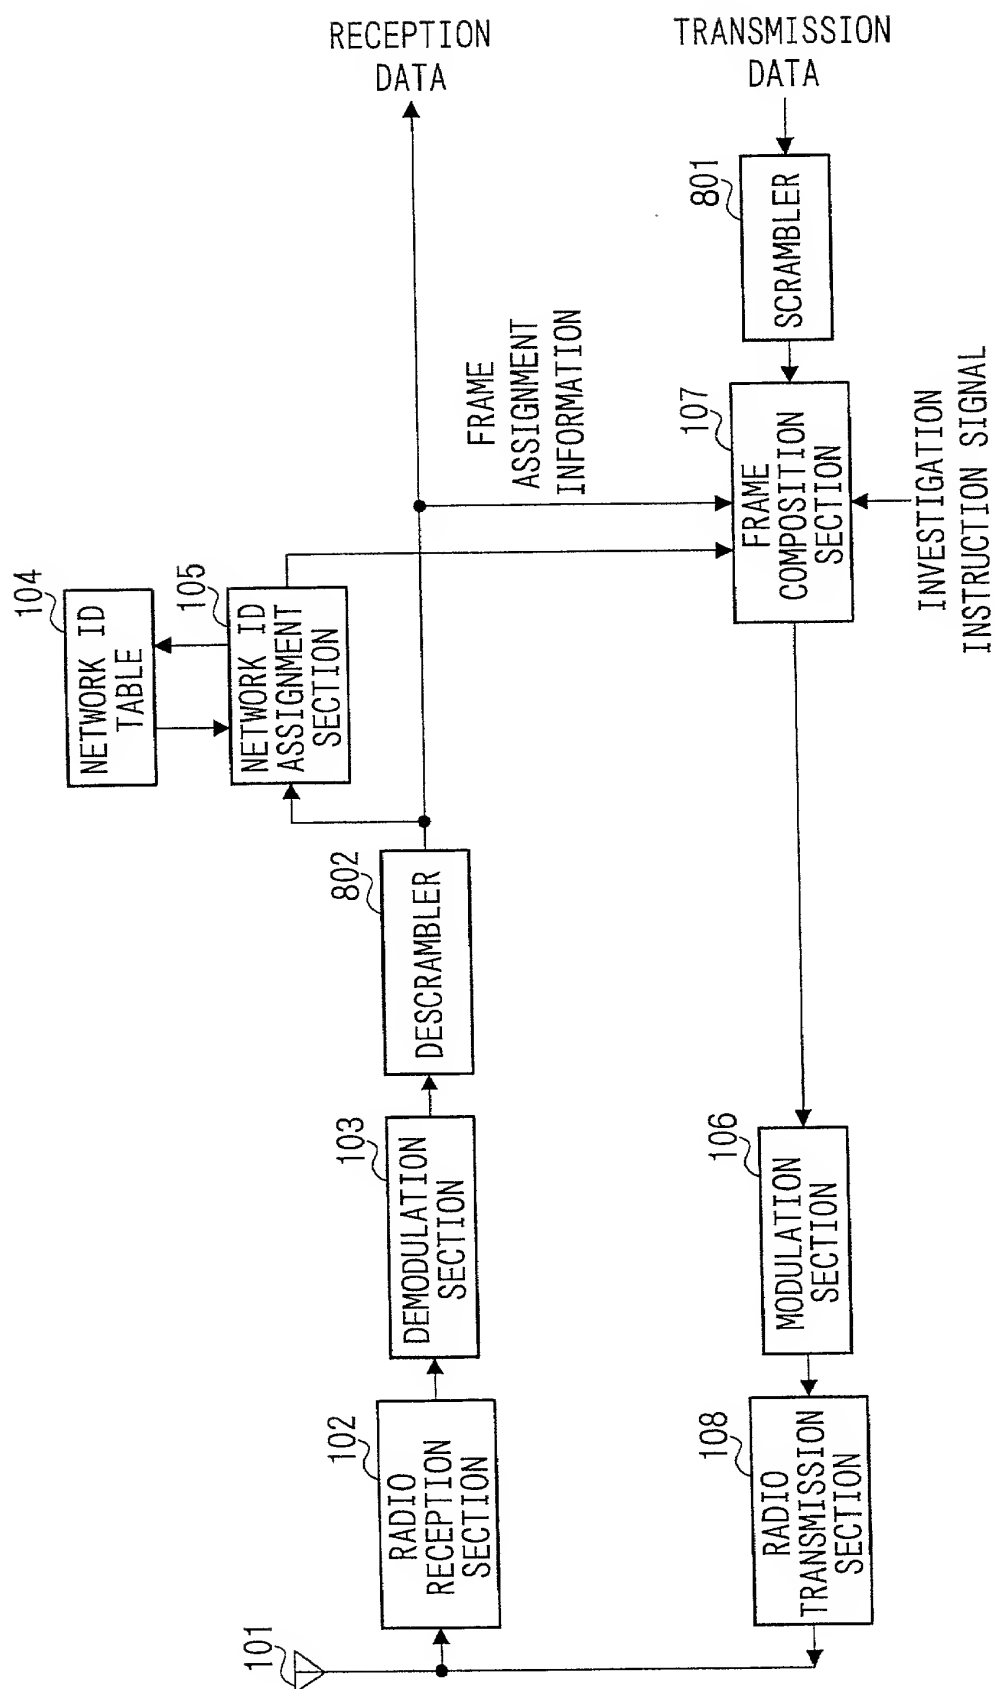 RECEPTION
DATA
TRANSMISSION
DATA
801
SCRAMBLER
FRAME
ASSIGNMENT
INFORMATION
107
FRAME
COMPOSITION
SECTION
INVESTIGATION
INSTRUCTION SIGNAL
104
NETWORK ID
TABLE
105
NETWORK ID
ASSIGNMENT
SECTION
802
DESCRAMBLER
103
DEMODULATION
SECTION
106
MODULATION
SECTION
102
RADIO
RECEPTION
SECTION
108
RADIO
TRANSMISSION
SECTION
101